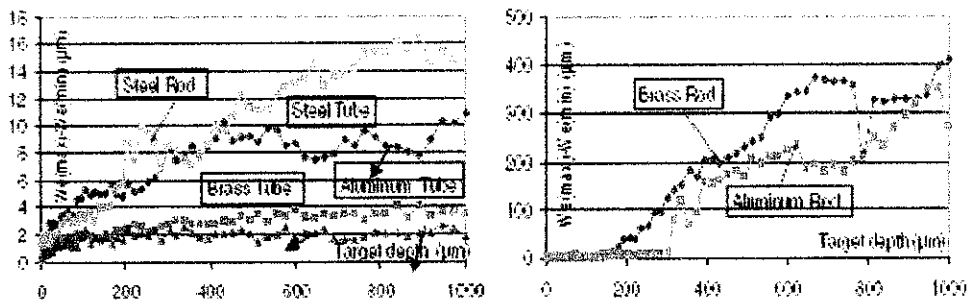 18
16
14
12
10
8
6
4
2
0
0 200 400 600 800 1000
Steel Rod
Steel Tube
Brass Tube
Aluminum Tube
Target depth (µm)
500
400
300
200
100
0
0 200 400 600 800 1000
Brass Rod
Aluminum Rod
Target depth (µm)